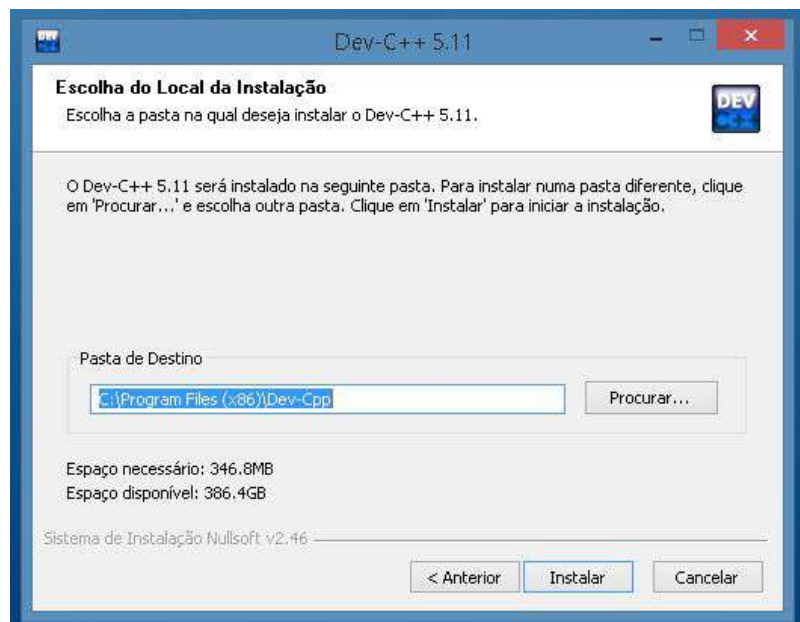 Dev-C++ 5.11
Escolha do Local da Instalação
Escolha a pasta na qual deseja instalar o Dev-C++ 5.11.
DEV
O Dev-C++ 5.11 será instalado na seguinte pasta. Para instalar numa pasta diferente, clique
em 'Procurar...' e escolha outra pasta. Clique em 'Instalar' para iniciar a instalação.
Pasta de Destino
C:\Program Files (x86)\Dev-Cpp
Procurar...
Espaço necessário: 346.8MB
Espaço disponível: 386.4GB
Sistema de Instalação Nullsoft v2.46
< Anterior
Instalar
Cancelar